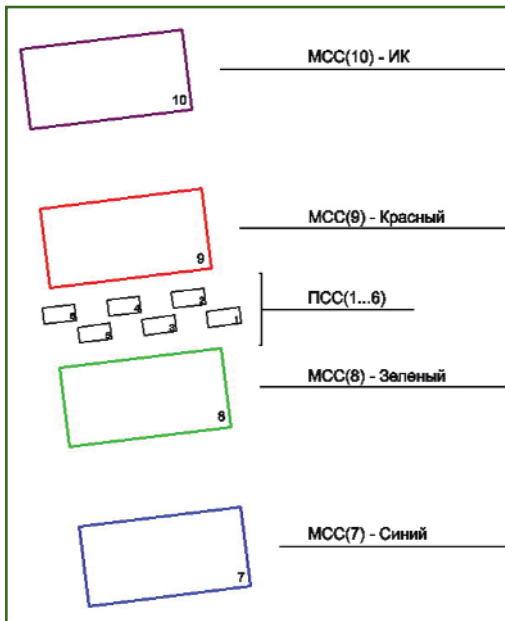 МСС(10) - ИК
10
МСС(9) - Красный
9
2
4
6
ПСС(1...6)
1
3
5
МСС(8) - Зеленый
8
МСС(7) - Синий
7